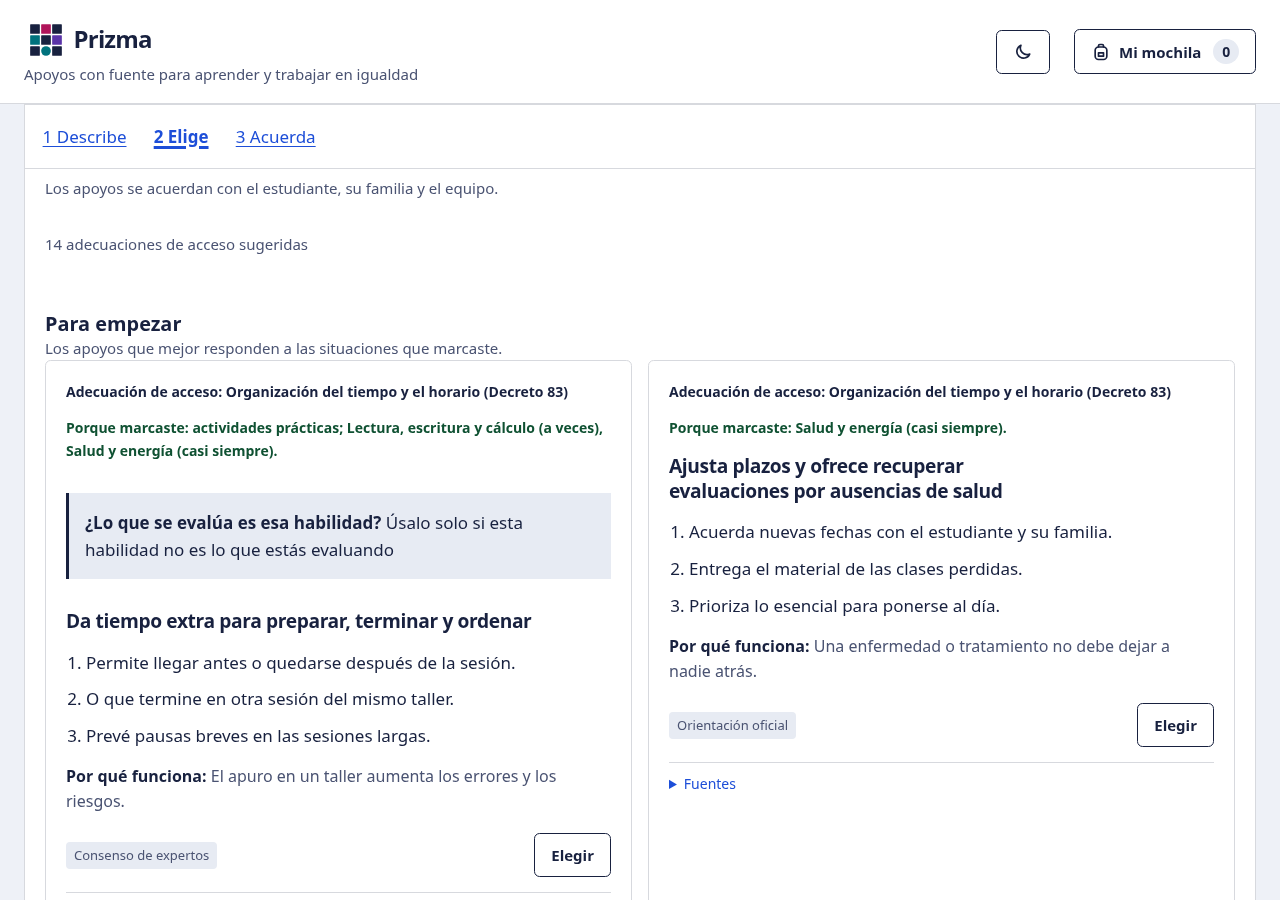 Prizma
Apoyos con fuente para aprender y trabajar en igualdad
Mi mochila 0
1 Describe 2 Elige 3 Acuerda
Los apoyos se acuerdan con el estudiante, su familia y el equipo.
14 adecuaciones de acceso sugeridas
Para empezar
Los apoyos que mejor responden a las situaciones que marcaste.
Adecuación de acceso: Organización del tiempo y el horario (Decreto 83)
Porque marcaste: actividades prácticas; Lectura, escritura y cálculo (a veces),
Salud y energía (casi siempre).
¿Lo que se evalúa es esa habilidad? Úsalo solo si esta
habilidad no es lo que estás evaluando
Da tiempo extra para preparar, terminar y ordenar
1. Permite llegar antes o quedarse después de la sesión.
2. O que termine en otra sesión del mismo taller.
3. Prevé pausas breves en las sesiones largas.
Por qué funciona: El apuro en un taller aumenta los errores y los
riesgos.
Consenso de expertos
Elegir
Adecuación de acceso: Organización del tiempo y el horario (Decreto 83)
Porque marcaste: Salud y energía (casi siempre).
Ajusta plazos y ofrece recuperar
evaluaciones por ausencias de salud
1. Acuerda nuevas fechas con el estudiante y su familia.
2. Entrega el material de las clases perdidas.
3. Prioriza lo esencial para ponerse al día.
Por qué funciona: Una enfermedad o tratamiento no debe dejar a
nadie atrás.
Orientación oficial
Elegir
Fuentes